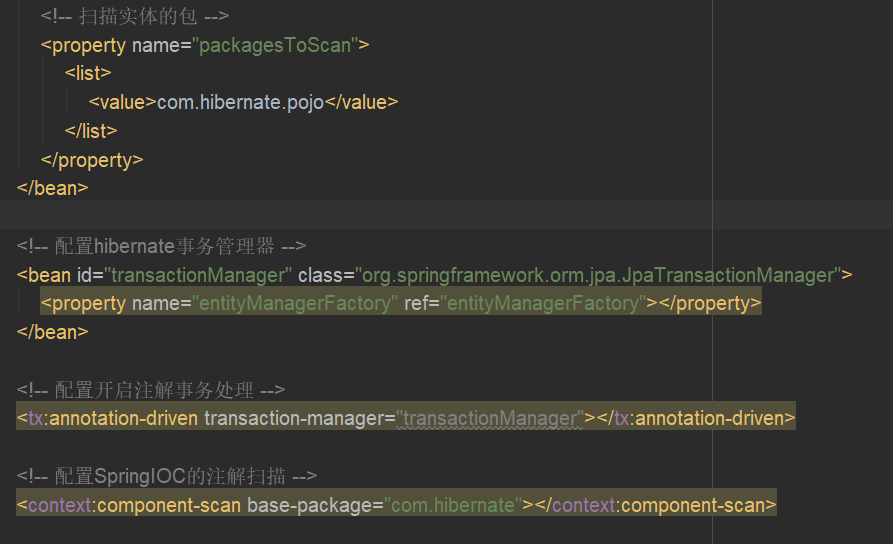 <!-- 扫描实体的包 -->
<property name="packagesToScan">
<list>
<value>com.hibernate.pojo</value>
</list>
</property>
</bean>
<!-- 配置hibernate事务管理器 -->
<bean id="transactionManager" class="org.springframework.orm.jpa.JpaTransactionManager">
<property name="entityManagerFactory" ref="entityManagerFactory"></property>
</bean>
<!-- 配置开启注解事务处理 -->
<tx:annotation-driven transaction-manager="transactionManager"></tx:annotation-driven>
<!-- 配置SpringIOC的注解扫描 -->
<context:component-scan base-package="com.hibernate"></context:component-scan>